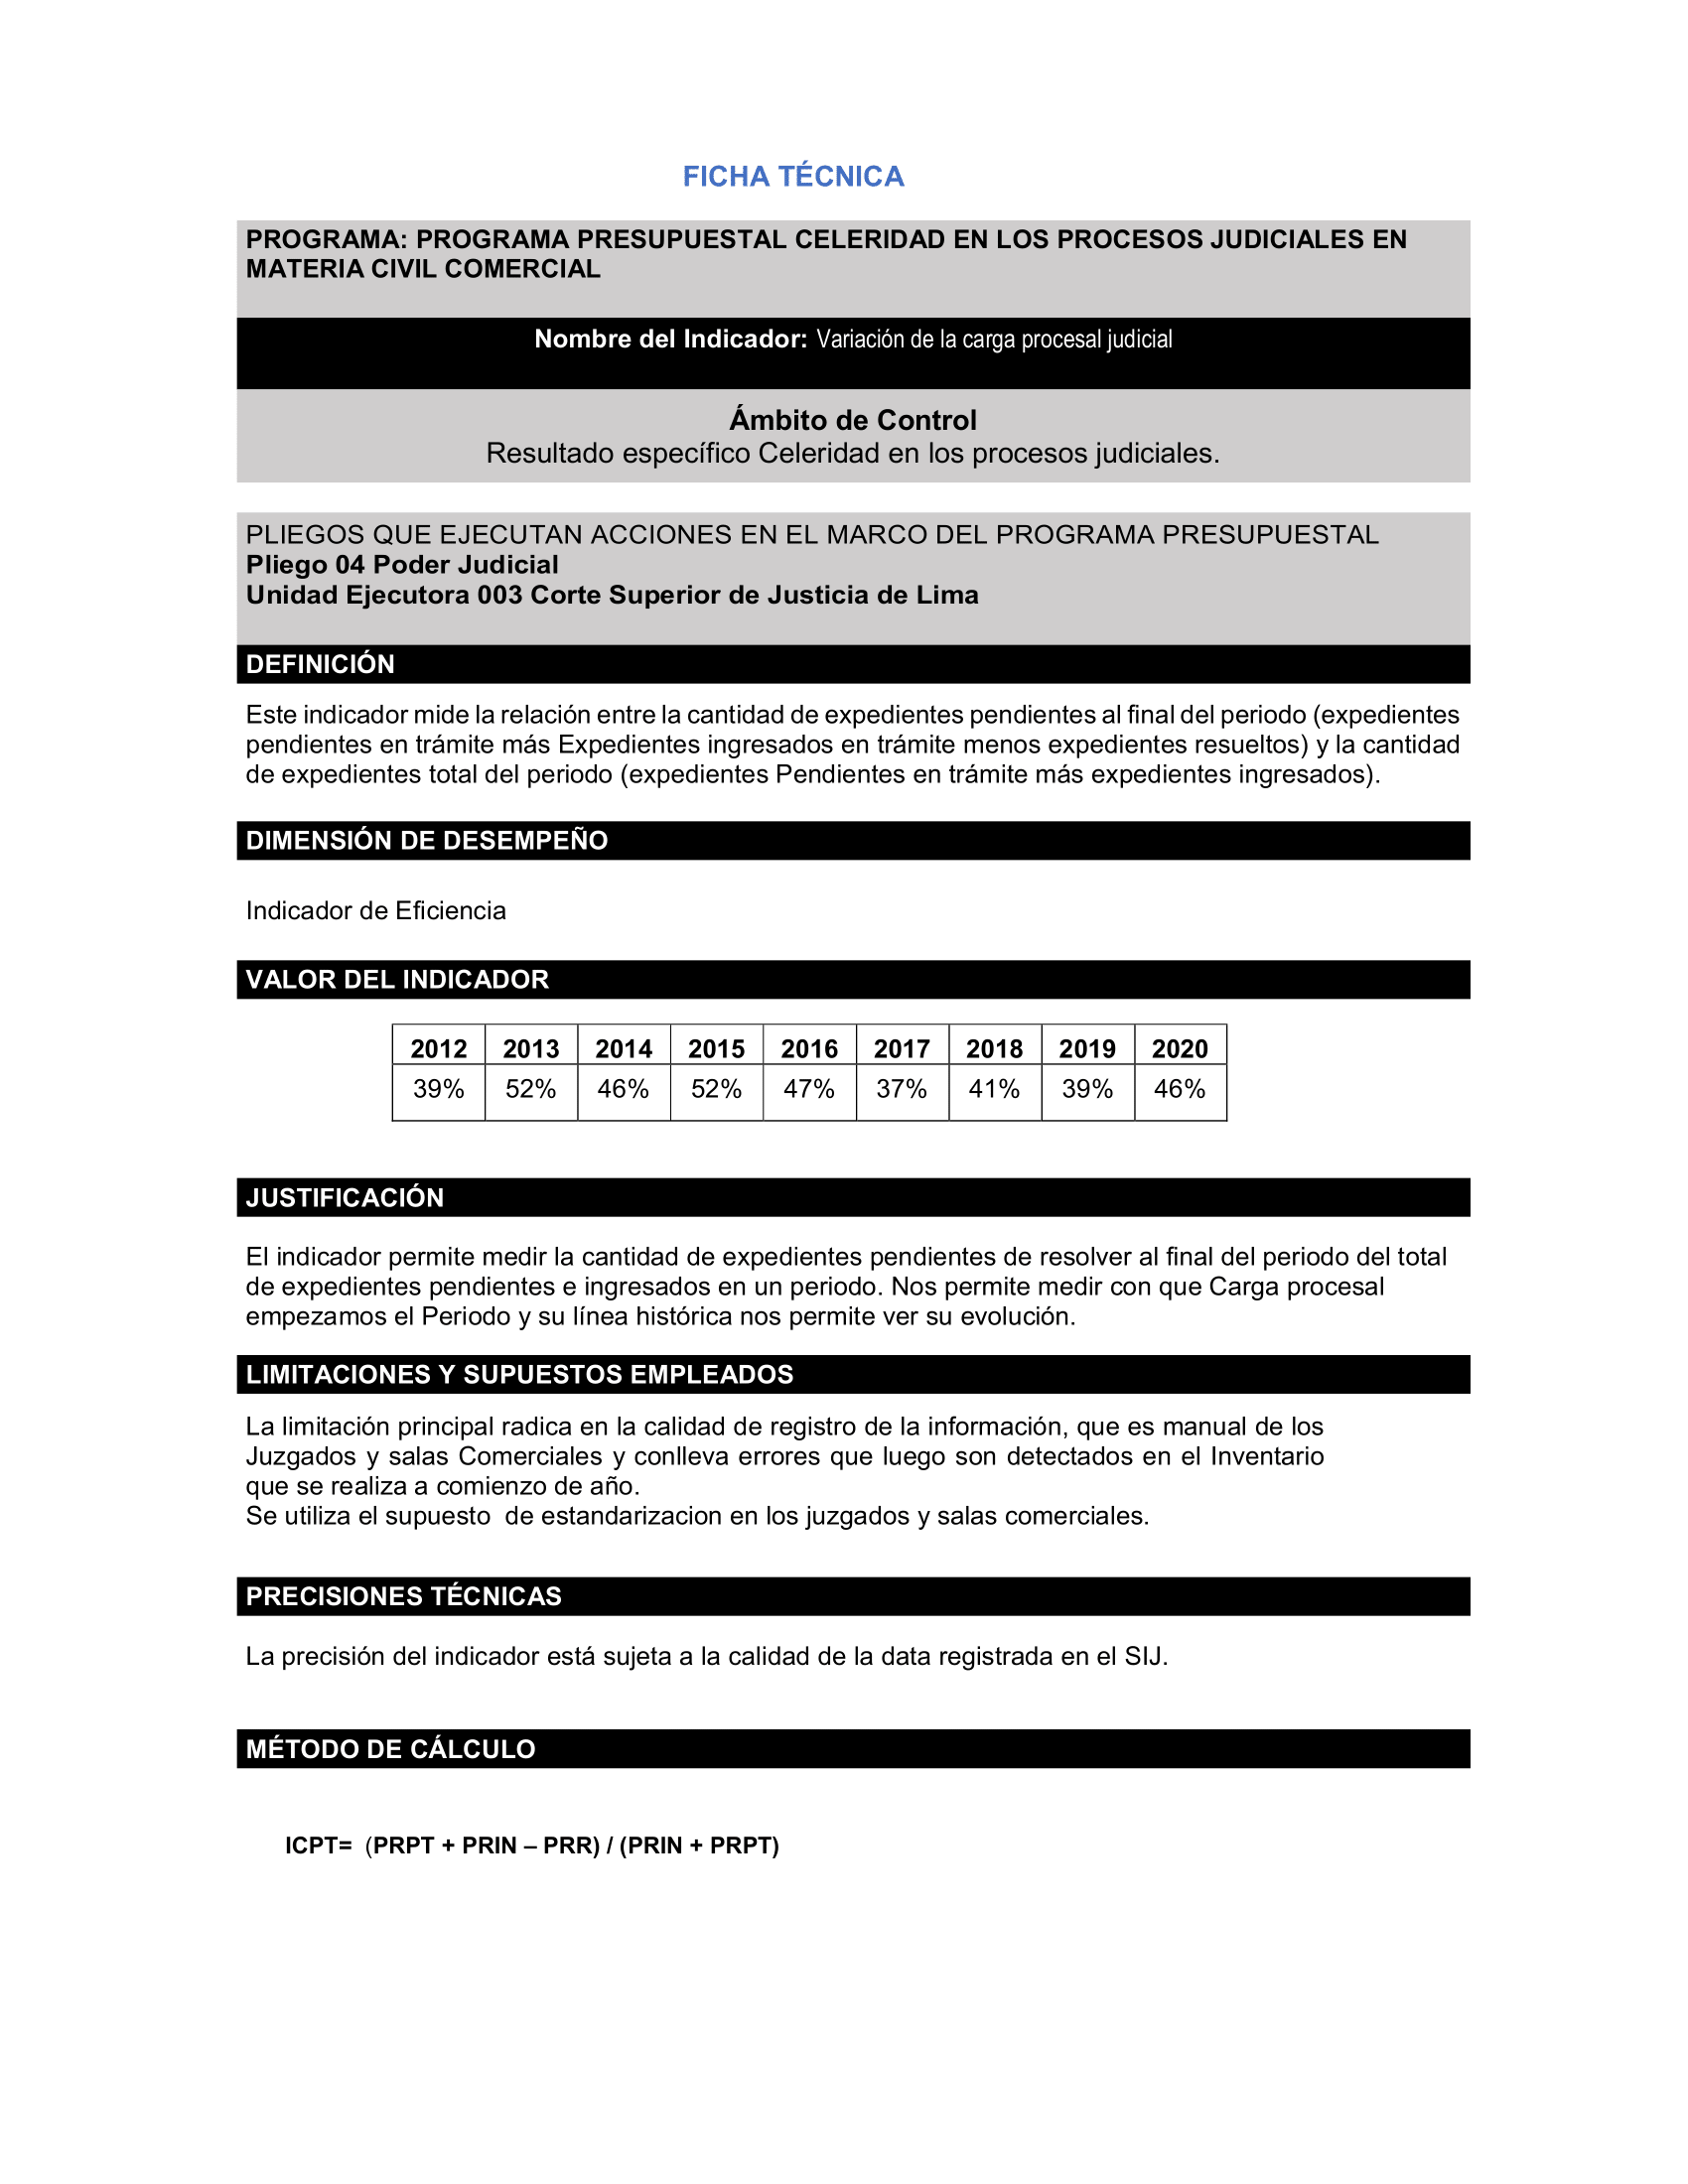 FICHA TÉCNICA
PROGRAMA: PROGRAMA PRESUPUESTAL CELERIDAD EN LOS PROCESOS JUDICIALES EN
MATERIA CIVIL COMERCIAL
Nombre del Indicador: Variación de la carga procesal judicial
Ámbito de Control
Resultado específico Celeridad en los procesos judiciales.
PLIEGOS QUE EJECUTAN ACCIONES EN EL MARCO DEL PROGRAMA PRESUPUESTAL
Pliego 04 Poder Judicial
Unidad Ejecutora 003 Corte Superior de Justicia de Lima
DEFINICIÓN
Este indicador mide la relación entre la cantidad de expedientes pendientes al final del periodo (expedientes
pendientes en trámite más Expedientes ingresados en trámite menos expedientes resueltos) y la cantidad
de expedientes total del periodo (expedientes Pendientes en trámite más expedientes ingresados).
DIMENSIÓN DE DESEMPEÑO
Indicador de Eficiencia
VALOR DEL INDICADOR
2012 2013 2014 2015 2016 2017 2018 2019 2020
39% 52% 46% 52% 47% 37% 41% 39% 46%
JUSTIFICACIÓN
El indicador permite medir la cantidad de expedientes pendientes de resolver al final del periodo del total
de expedientes pendientes e ingresados en un periodo. Nos permite medir con que Carga procesal
empezamos el Periodo y su línea histórica nos permite ver su evolución.
LIMITACIONES Y SUPUESTOS EMPLEADOS
La limitación principal radica en la calidad de registro de la información, que es manual de los
Juzgados y salas Comerciales y conlleva errores que luego son detectados en el Inventario
que se realiza a comienzo de año.
Se utiliza el supuesto  de estandarizacion en los juzgados y salas comerciales.
PRECISIONES TÉCNICAS
La precisión del indicador está sujeta a la calidad de la data registrada en el SIJ.
MÉTODO DE CÁLCULO
ICPT=  (PRPT + PRIN – PRR) / (PRIN + PRPT)